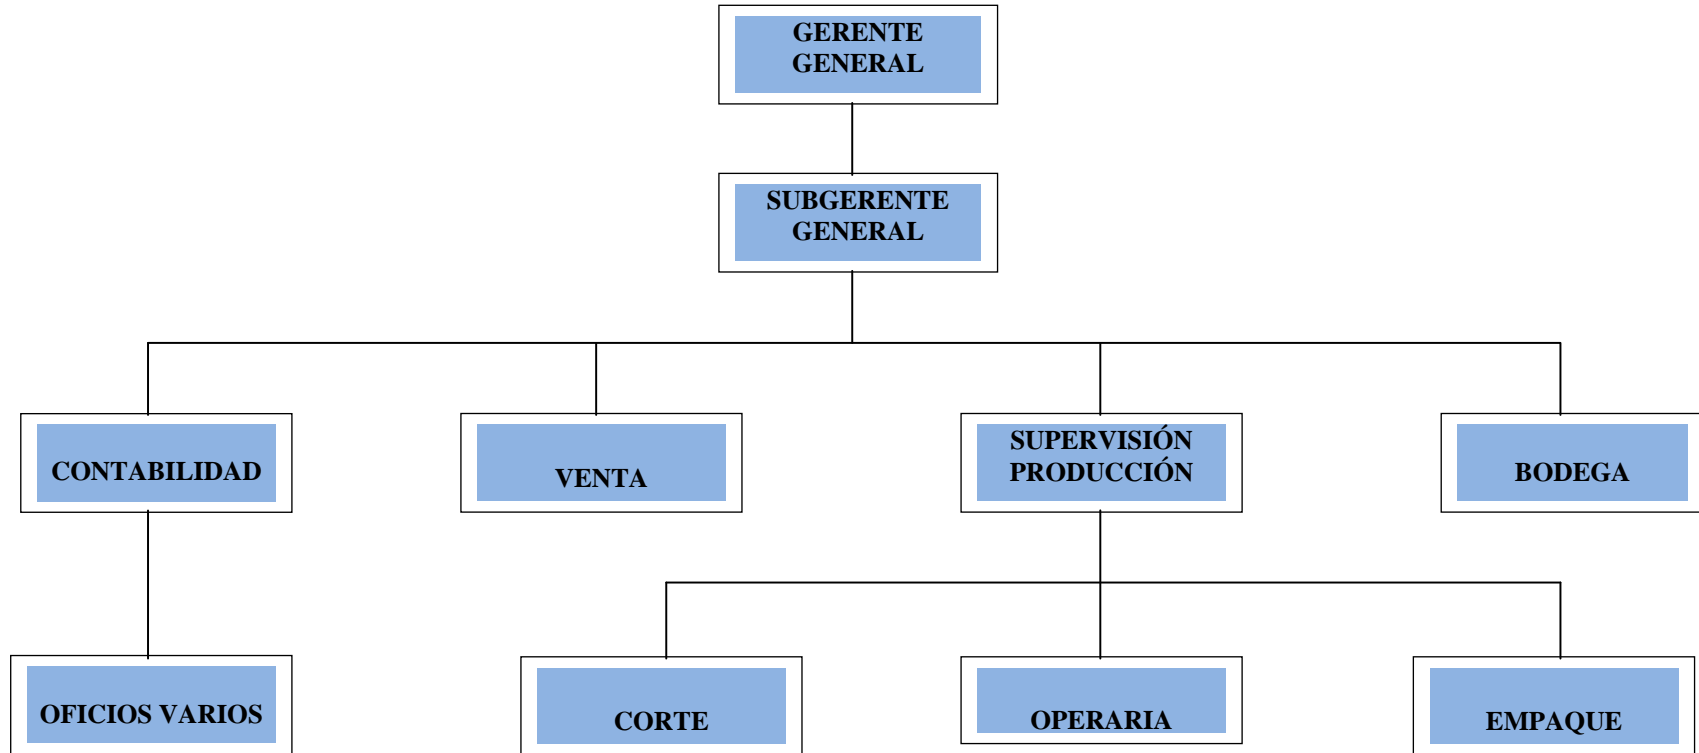 GERENTE
GENERAL
SUBGERENTE
GENERAL
CONTABILIDAD
VENTA
SUPERVISIÓN
PRODUCCIÓN
BODEGA
OFICIOS VARIOS
CORTE
OPERARIA
EMPAQUE